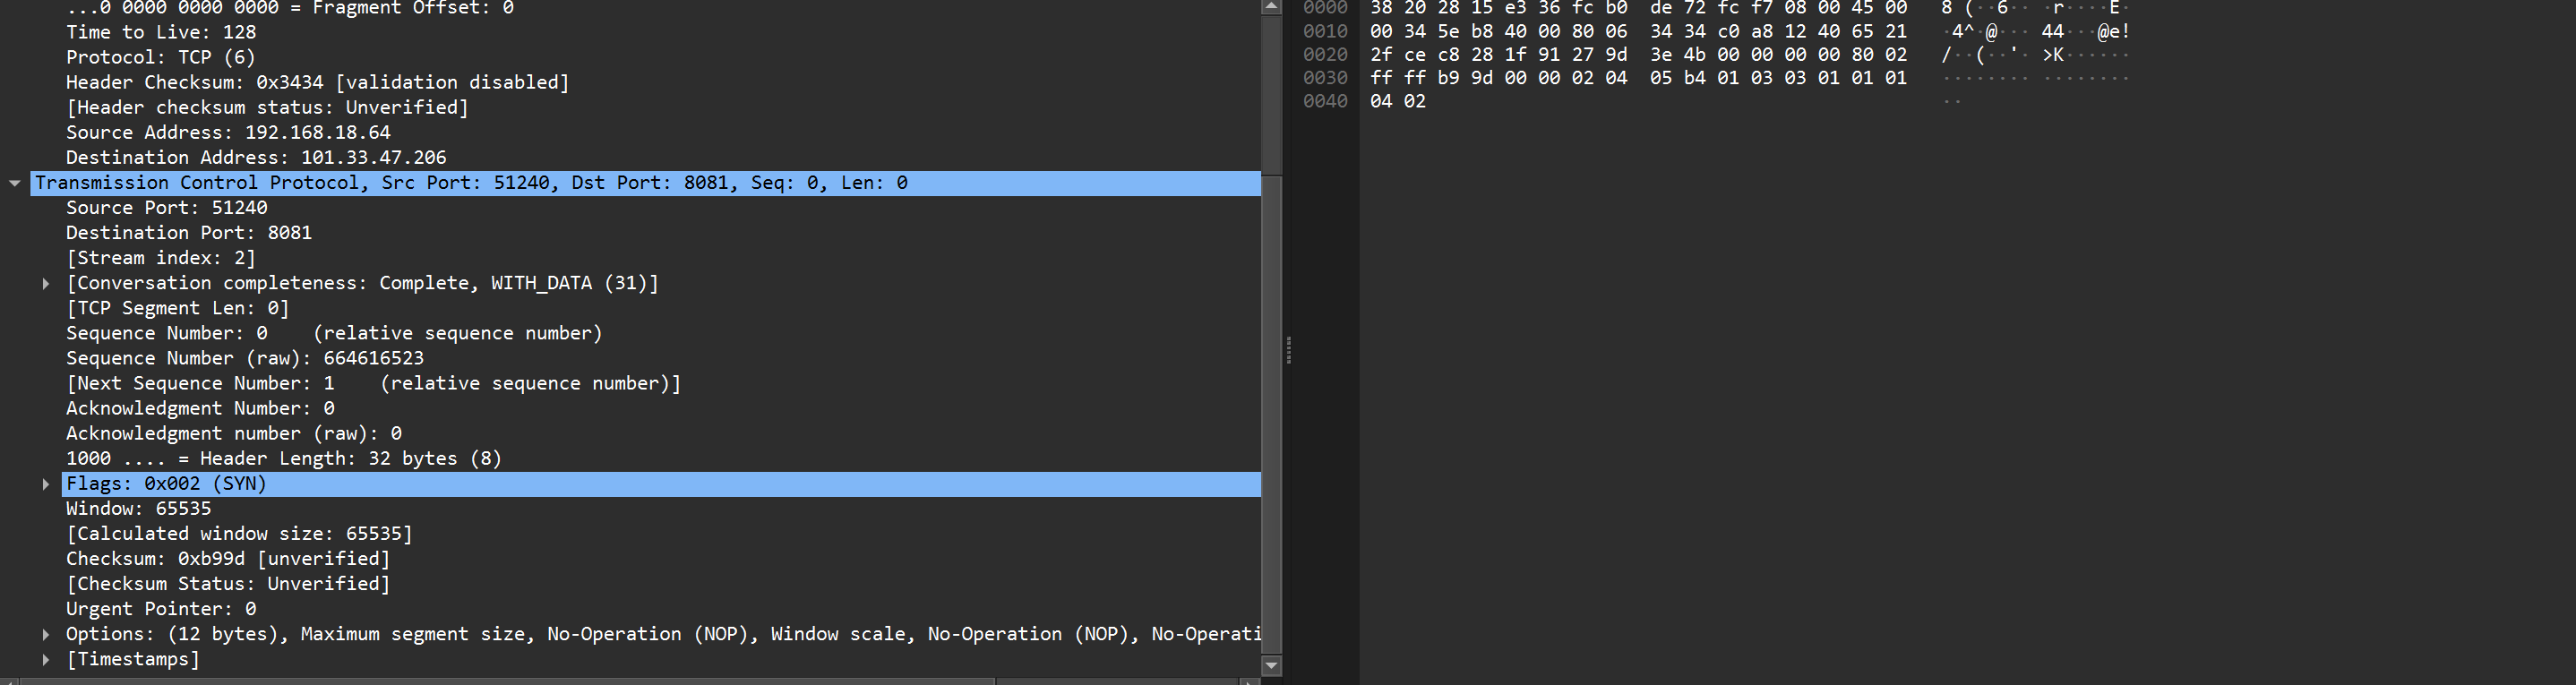 ...0 0000 0000 0000 = Fragment Offset: 0
Time to Live: 128
Protocol: TCP (6)
Header Checksum: 0x3434 [validation disabled]
[Header checksum status: Unverified]
Source Address: 192.168.18.64
Destination Address: 101.33.47.206
Transmission Control Protocol, Src Port: 51240, Dst Port: 8081, Seq: 0, Len: 0
Source Port: 51240
Destination Port: 8081
[Stream index: 2]
[Conversation completeness: Complete, WITH_DATA (31)]
[TCP Segment Len: 0]
Sequence Number: 0    (relative sequence number)
Sequence Number (raw): 664616523
[Next Sequence Number: 1    (relative sequence number)]
Acknowledgment Number: 0
Acknowledgment number (raw): 0
1000 .... = Header Length: 32 bytes (8)
Flags: 0x002 (SYN)
Window: 65535
[Calculated window size: 65535]
Checksum: 0xb99d [unverified]
[Checksum Status: Unverified]
Urgent Pointer: 0
Options: (12 bytes), Maximum segment size, No-Operation (NOP), Window scale, No-Operation (NOP), No-Operati
[Timestamps]
0000 38 20 28 15 e3 36 fc b0 de 72 fc f7 08 00 45 00 8 (··6·· ·r····E·
0010 00 34 5e b8 40 00 80 06 34 34 c0 a8 12 40 65 21 ·4^·@··· 44···@e!
0020 2f ce c8 28 1f 91 27 9d 3e 4b 00 00 00 00 80 02 /··(··'· >K······
0030 ff ff b9 9d 00 00 02 04 05 b4 01 03 03 01 01 01 ········ ········
0040 04 02 ··